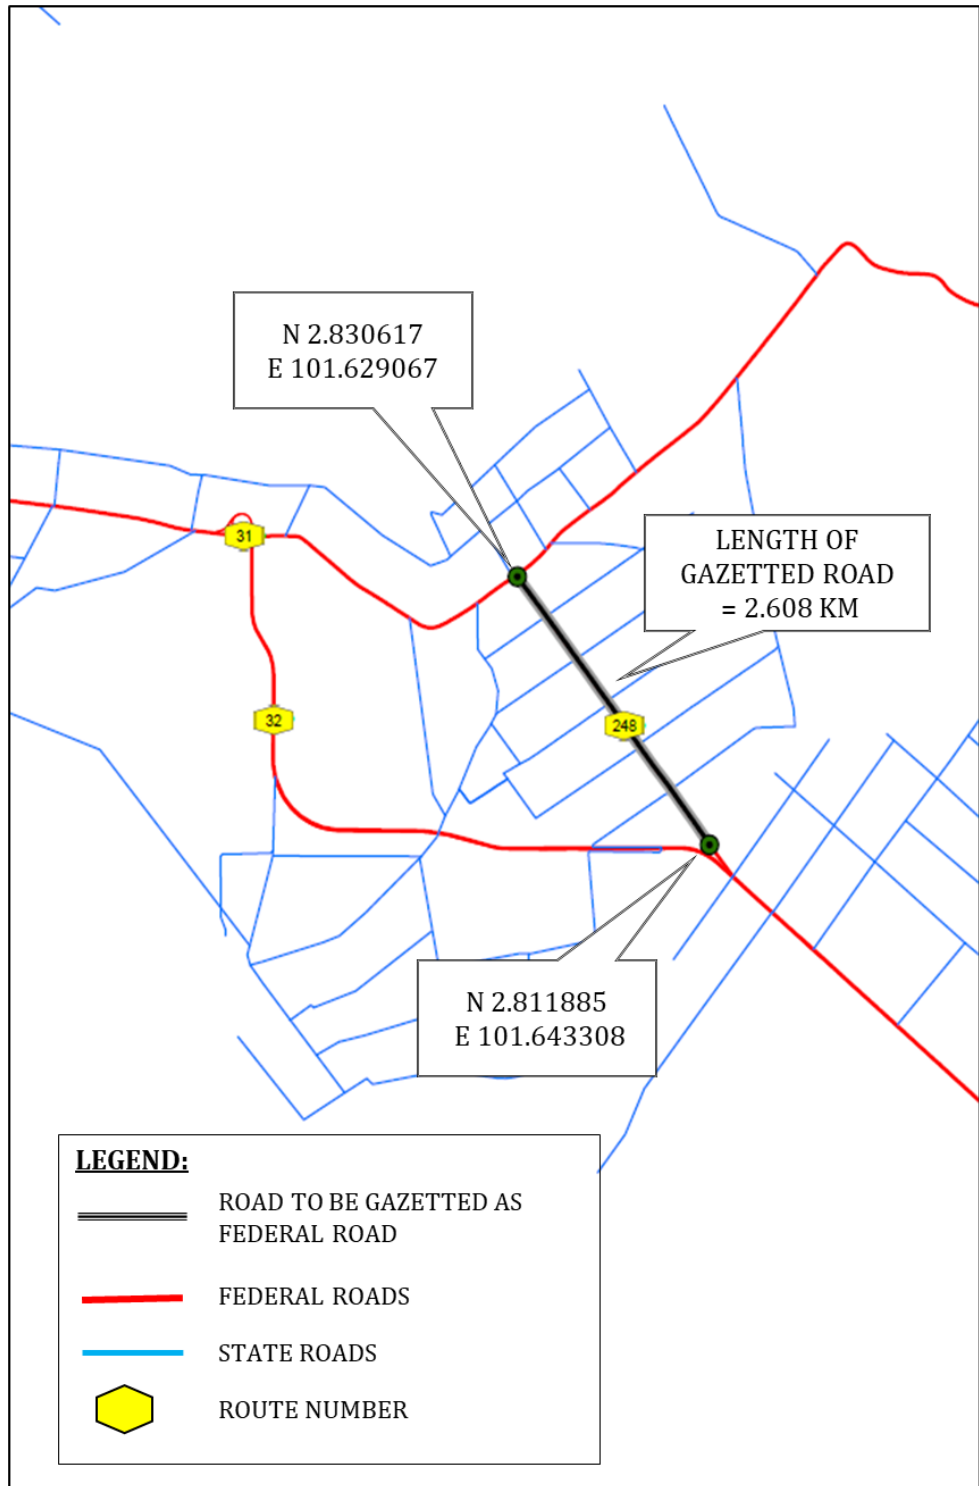 N 2.830617
E 101.629067
31
LENGTH OF
GAZETTED ROAD
= 2.608 KM
32
248
N 2.811885
E 101.643308
LEGEND:
ROAD TO BE GAZETTED AS
FEDERAL ROAD
FEDERAL ROADS
STATE ROADS
ROUTE NUMBER